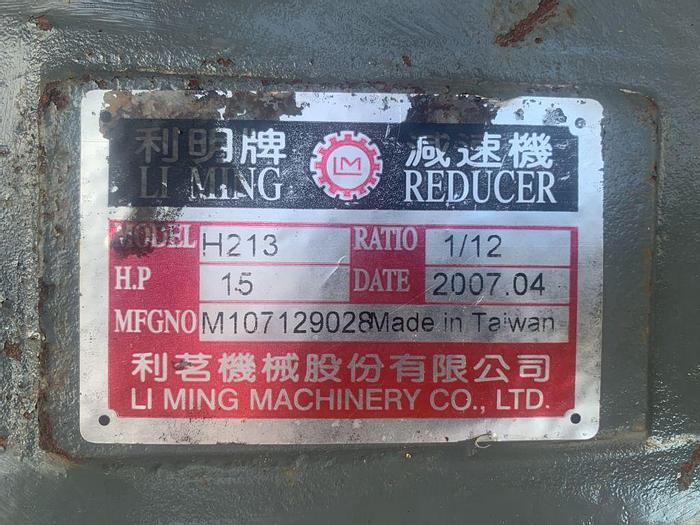 利明牌 LM 減速機
LI MING REDUCER
MODEL H213 RATIO 1/12
H.P 15 DATE 2007.04
MFGNO M107129028 Made in Taiwan
利茗機械股份有限公司
LI MING MACHINERY CO., LTD.